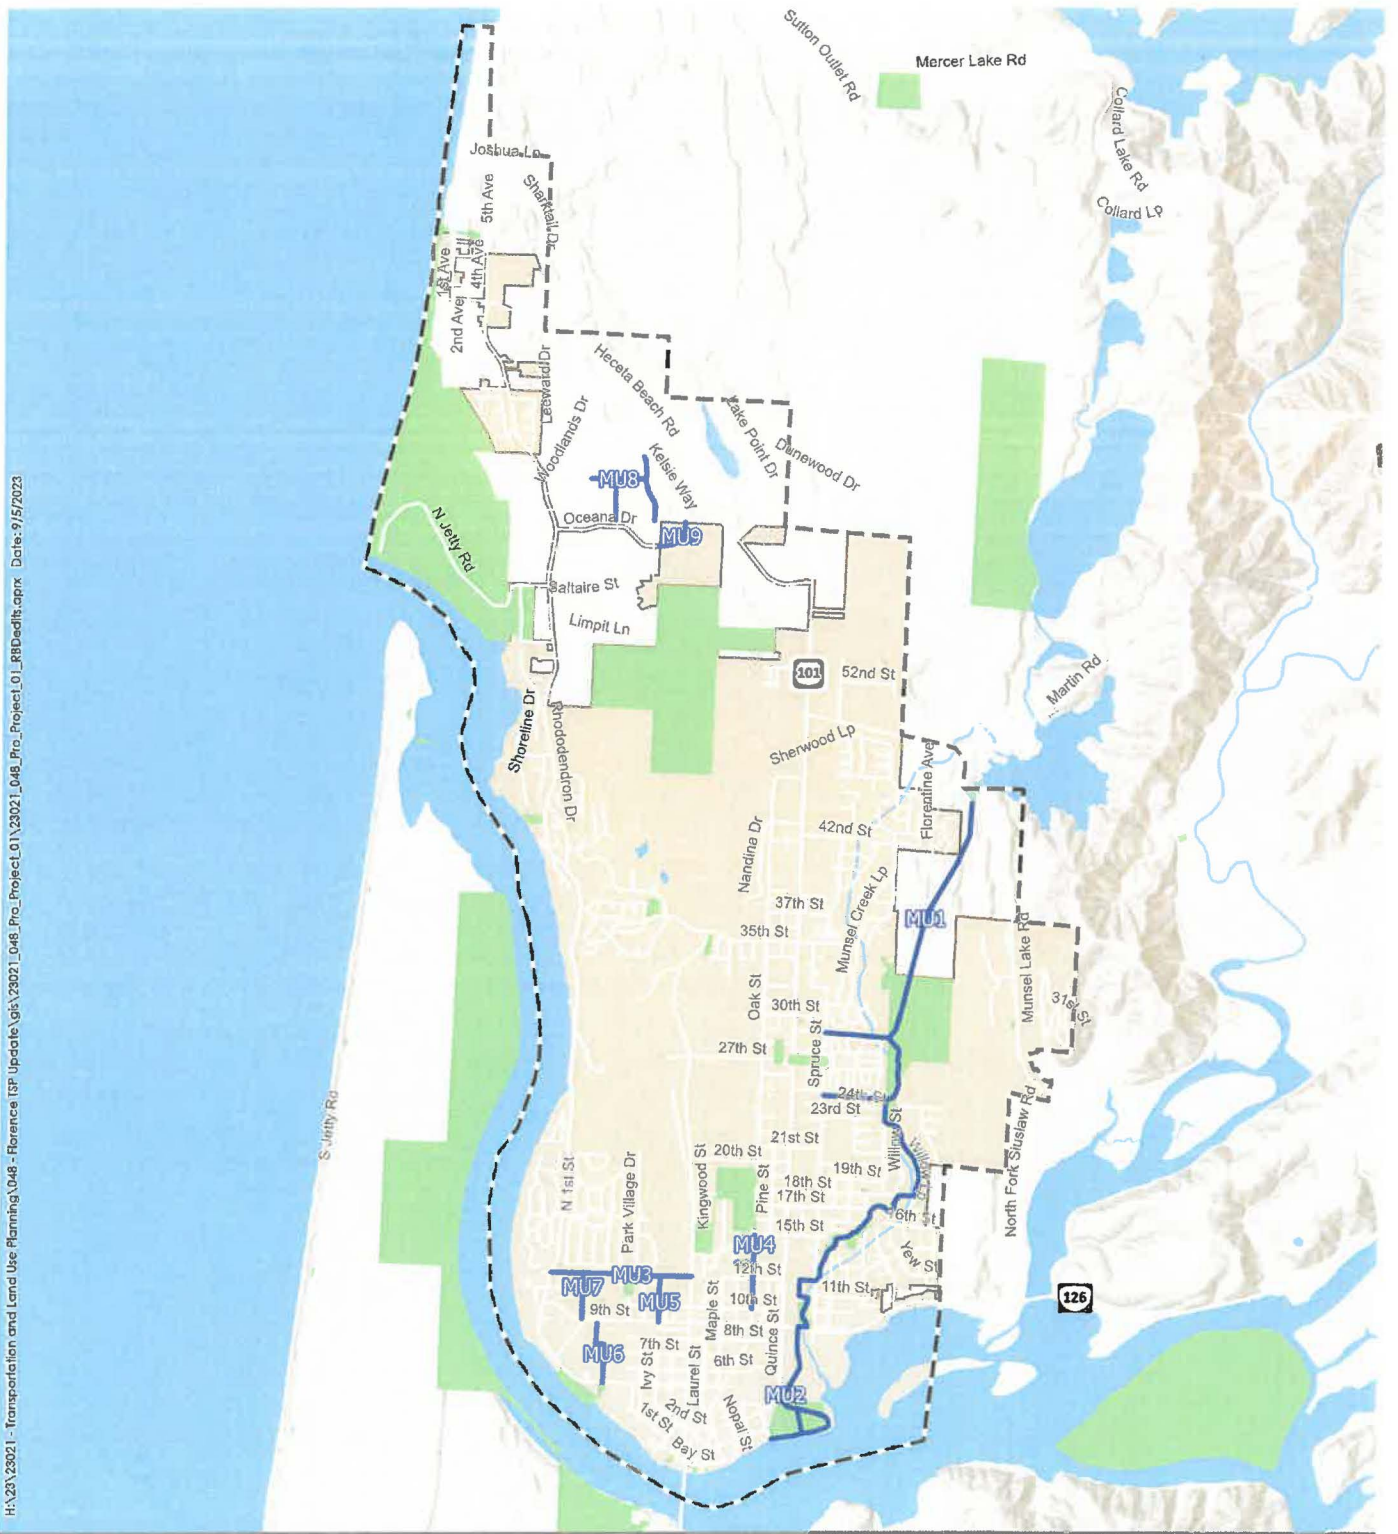 H:\23\23021 - Transportation and Land Use Planning\048 - Florence TSP Update\gis\23021_048_Pro_Project_01\23021_048_Pro_Project_01_RBDedits.aprx Date: 9/5/2023
Sutton Outlet Rd
Mercer Lake Rd
Collard Lake Rd
Joshua Ln
5th Ave
Sharktail Dr
Collard Lp
1st Ave
4th Ave
2nd Ave
Leeward Dr
Heceta Beach Rd
Woodlands Dr
Lake Point Dr
Dunewood Dr
Kelsie Way
MU8
N Jetty Rd
Oceana Dr
MU9
Saltaire St
Limpit Ln
101
52nd St
Martin Rd
Shoreline Dr
Rhododendron Dr
Sherwood Lp
Florentine Ave
42nd St
Nandina Dr
Munsel Creek Lp
37th St
MU1
35th St
Munsel Lake Rd
Oak St
30th St
31st St
Spruce St
27th St
24th St
23rd St
S Jetty Rd
North Fork Siuslaw Rd
21st St
Willow St
Willow Lp
20th St
19th St
N 1st St
Park Village Dr
Kingwood St
Pine St
18th St
17th St
16th St
15th St
MU4
Yew St
12th St
MU3
MU7
11th St
126
MU5
10th St
9th St
Maple St
8th St
Quince St
7th St
MU6
6th St
Ivy St
Laurel St
MU2
2nd St
1st St
Nopal St
Bay St